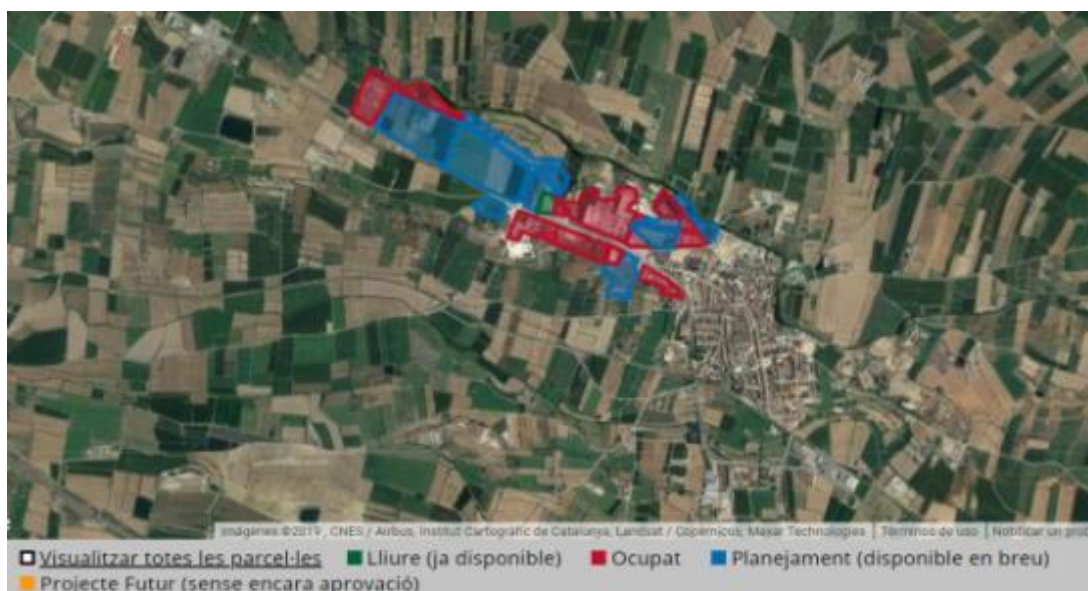 Imágenes ©2019 , CNES / Airbus, Institut Cartogràfic de Catalunya, Landsat / Copernicus, Maxar Technologies Términos de uso Notificar un pro
Visualitzar totes les parcel·les Lliure (ja disponible) Ocupat Planejament (disponible en breu)
Projecte Futur (sense encara aprovació)